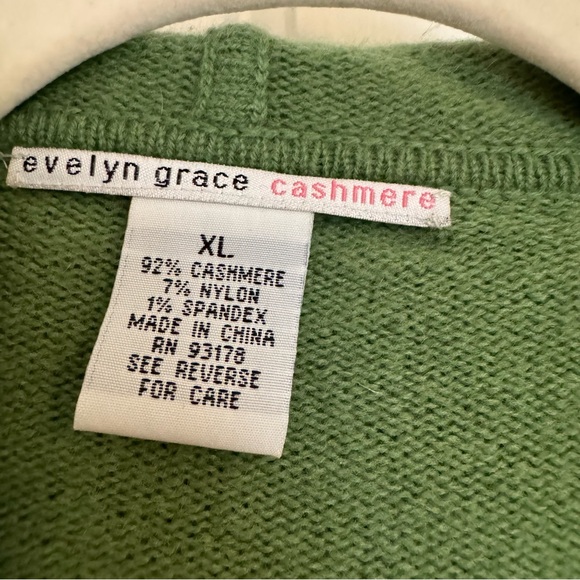 evelyn grace cashmere
XL
92% CASHMERE
7% NYLON
1% SPANDEX
MADE IN CHINA
RN 93178
SEE REVERSE
FOR CARE